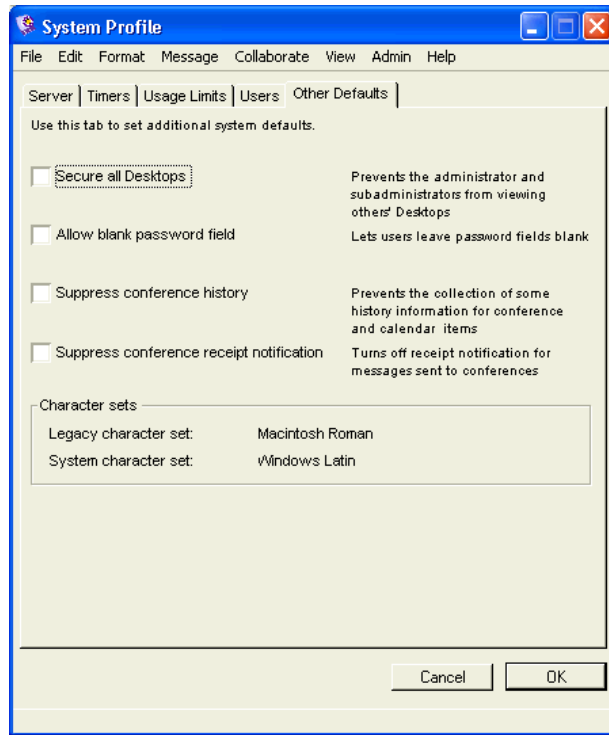 System Profile
File Edit Format Message Collaborate View Admin Help
Server Timers Usage Limits Users Other Defaults
Use this tab to set additional system defaults.
Secure all Desktops
Prevents the administrator and
subadministrators from viewing
others' Desktops
Allow blank password field
Lets users leave password fields blank
Suppress conference history
Prevents the collection of some
history information for conference
and calendar items
Suppress conference receipt notification
Turns off receipt notification for
messages sent to conferences
Character sets
Legacy character set: Macintosh Roman
System character set: Windows Latin
Cancel OK